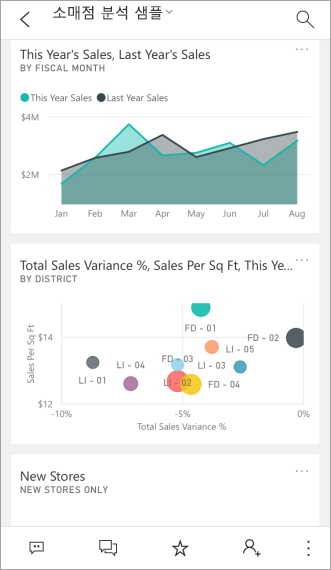 소매점 분석 샘플
This Year's Sales, Last Year's Sales
BY FISCAL MONTH
This Year Sales Last Year Sales
$4M
$2M
Jan Feb Mar Apr May Jun Jul Aug
Total Sales Variance %, Sales Per Sq Ft, This Ye...
BY DISTRICT
Sales Per Sq Ft
$14
$12
FD - 01
FD - 02
LI - 05
FD - 03
LI - 04
LI - 03
LI - 01
LI - 02
FD - 04
-10% -5% 0%
Total Sales Variance %
New Stores
NEW STORES ONLY